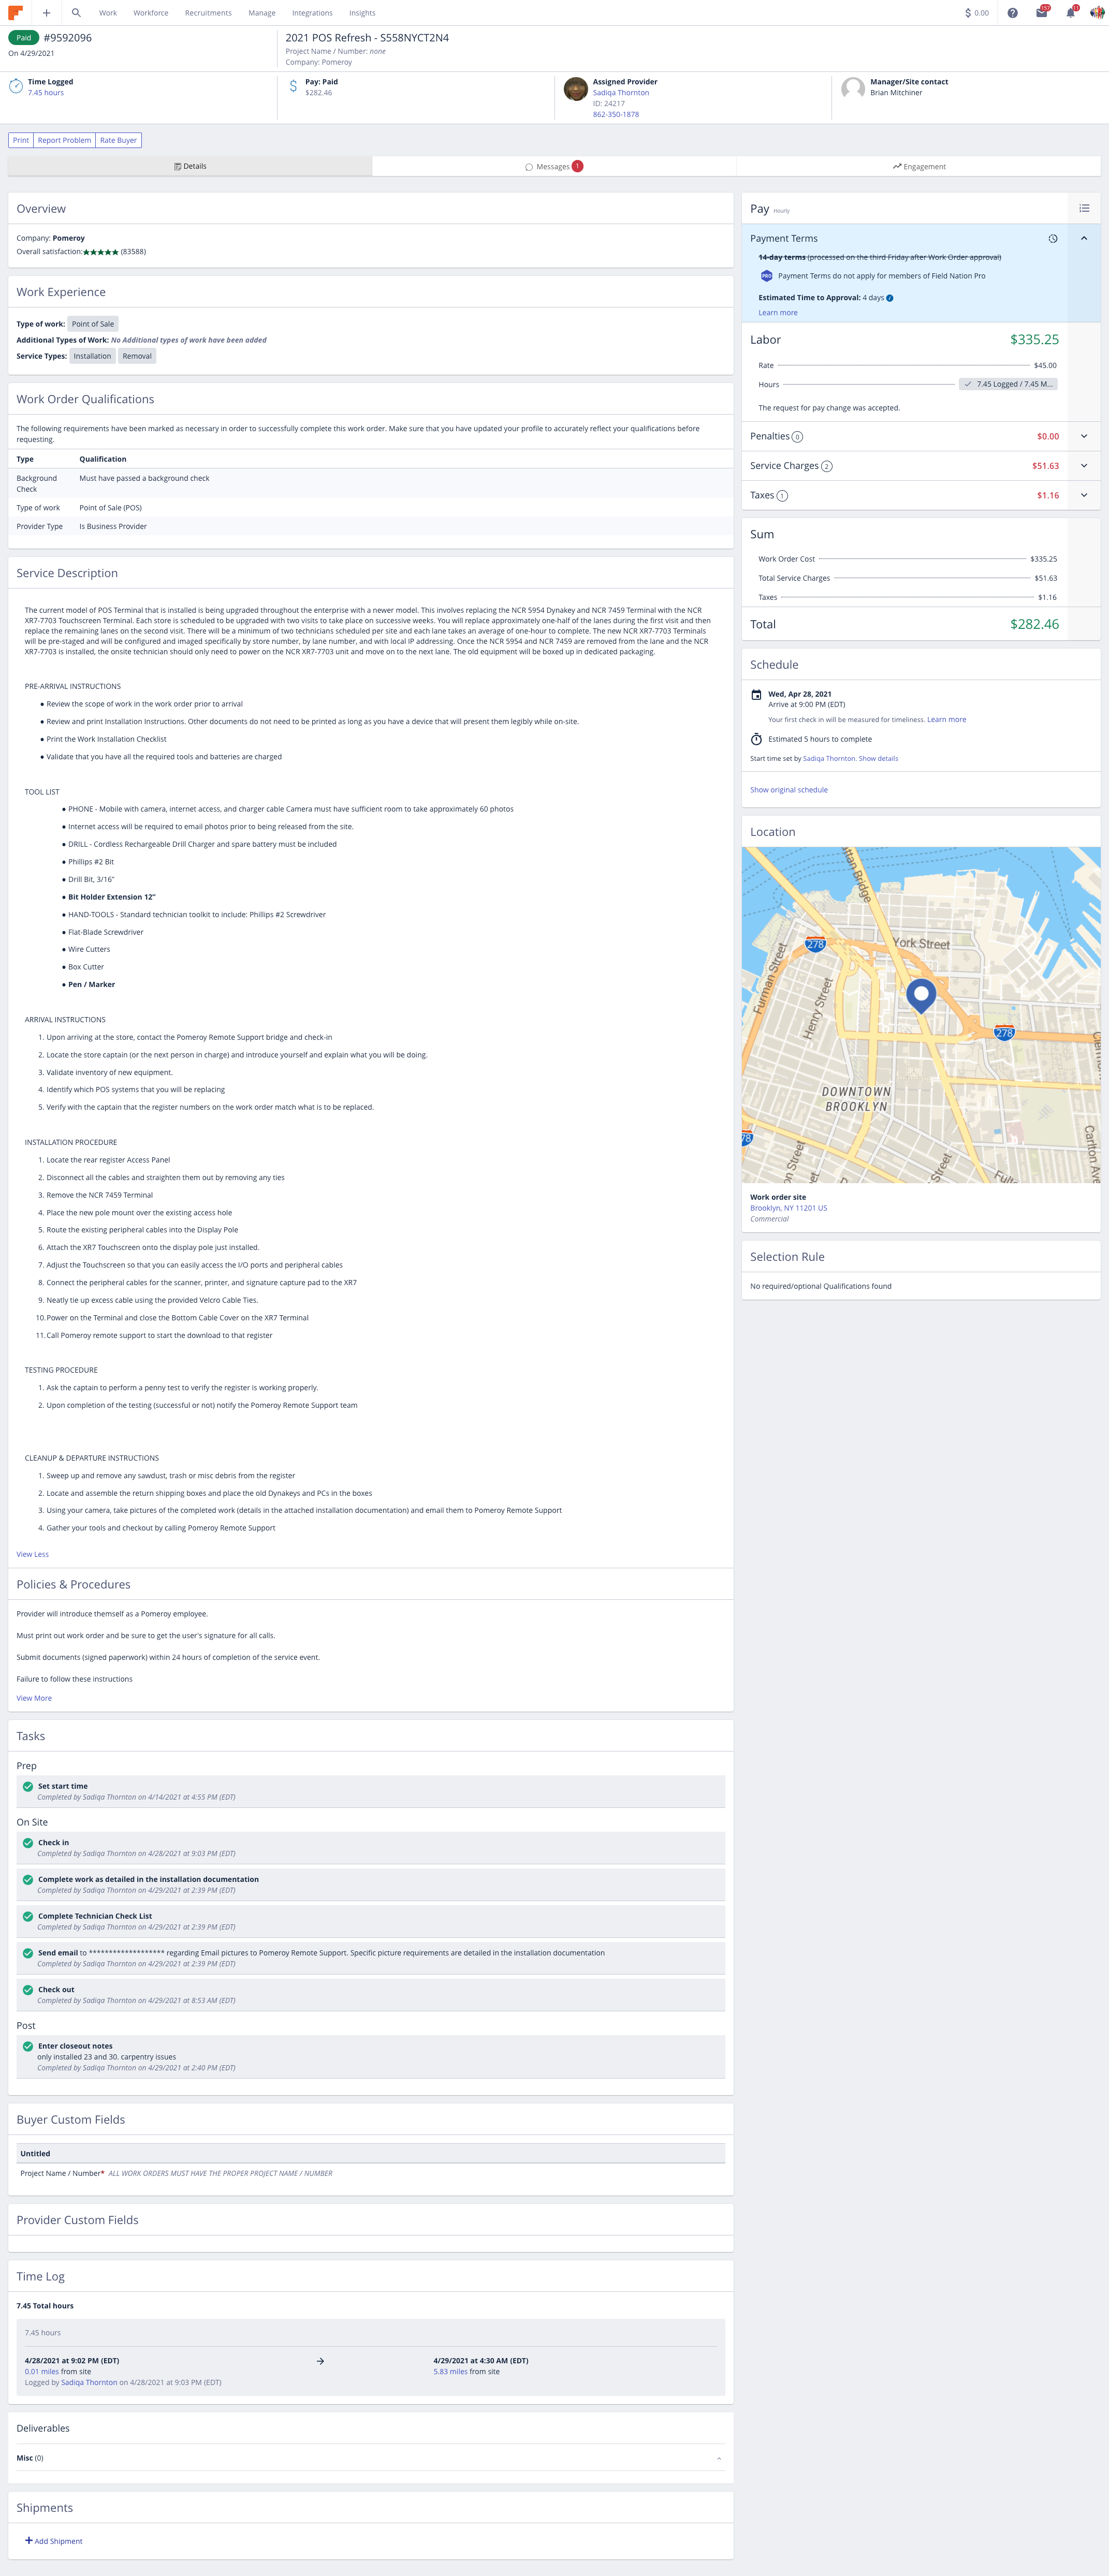 Work
Workforce
Recruitments
Manage
Integrations
Insights
0.00
Paid
#9592096
On 4/29/2021
2021 POS Refresh - S558NYCT2N4
Project Name / Number: none
Company: Pomeroy
Time Logged
7.45 hours
Pay: Paid
$282.46
Assigned Provider
Sadiqa Thornton
ID: 24217
862-350-1878
Manager/Site contact
Brian Mitchiner
Print
Report Problem
Rate Buyer
Details
Messages 1
Engagement
Overview
Company: Pomeroy
Overall satisfaction:★★★★★ (83588)
Work Experience
Type of work: Point of Sale
Additional Types of Work: No Additional types of work have been added
Service Types: Installation Removal
Work Order Qualifications
The following requirements have been marked as necessary in order to successfully complete this work order. Make sure that you have updated your profile to accurately reflect your qualifications before
requesting.
Type Qualification
Background
Check
Must have passed a background check
Type of work Point of Sale (POS)
Provider Type Is Business Provider
Service Description
The current model of POS Terminal that is installed is being upgraded throughout the enterprise with a newer model. This involves replacing the NCR 5954 Dynakey and NCR 7459 Terminal with the NCR
XR7-7703 Touchscreen Terminal. Each store is scheduled to be upgraded with two visits to take place on successive weeks. You will replace approximately one-half of the lanes during the first visit and then
replace the remaining lanes on the second visit. There will be a minimum of two technicians scheduled per site and each lane takes an average of one-hour to complete. The new NCR XR7-7703 Terminals
will be pre-staged and will be configured and imaged specifically by store number, by lane number, and with local IP addressing. Once the NCR 5954 and NCR 7459 are removed from the lane and the NCR
XR7-7703 is installed, the onsite technician should only need to power on the NCR XR7-7703 unit and move on to the next lane. The old equipment will be boxed up in dedicated packaging.
PRE-ARRIVAL INSTRUCTIONS
● Review the scope of work in the work order prior to arrival
● Review and print Installation Instructions. Other documents do not need to be printed as long as you have a device that will present them legibly while on-site.
● Print the Work Installation Checklist
● Validate that you have all the required tools and batteries are charged
TOOL LIST
● PHONE - Mobile with camera, internet access, and charger cable Camera must have sufficient room to take approximately 60 photos
● Internet access will be required to email photos prior to being released from the site.
● DRILL - Cordless Rechargeable Drill Charger and spare battery must be included
● Phillips #2 Bit
● Drill Bit, 3/16"
● Bit Holder Extension 12"
● HAND-TOOLS - Standard technician toolkit to include: Phillips #2 Screwdriver
● Flat-Blade Screwdriver
● Wire Cutters
● Box Cutter
● Pen / Marker
ARRIVAL INSTRUCTIONS
1. Upon arriving at the store, contact the Pomeroy Remote Support bridge and check-in
2. Locate the store captain (or the next person in charge) and introduce yourself and explain what you will be doing.
3. Validate inventory of new equipment.
4. Identify which POS systems that you will be replacing
5. Verify with the captain that the register numbers on the work order match what is to be replaced.
INSTALLATION PROCEDURE
1. Locate the rear register Access Panel
2. Disconnect all the cables and straighten them out by removing any ties
3. Remove the NCR 7459 Terminal
4. Place the new pole mount over the existing access hole
5. Route the existing peripheral cables into the Display Pole
6. Attach the XR7 Touchscreen onto the display pole just installed.
7. Adjust the Touchscreen so that you can easily access the I/O ports and peripheral cables
8. Connect the peripheral cables for the scanner, printer, and signature capture pad to the XR7
9. Neatly tie up excess cable using the provided Velcro Cable Ties.
10. Power on the Terminal and close the Bottom Cable Cover on the XR7 Terminal
11. Call Pomeroy remote support to start the download to that register
TESTING PROCEDURE
1. Ask the captain to perform a penny test to verify the register is working properly.
2. Upon completion of the testing (successful or not) notify the Pomeroy Remote Support team
CLEANUP & DEPARTURE INSTRUCTIONS
1. Sweep up and remove any sawdust, trash or misc debris from the register
2. Locate and assemble the return shipping boxes and place the old Dynakeys and PCs in the boxes
3. Using your camera, take pictures of the completed work (details in the attached installation documentation) and email them to Pomeroy Remote Support
4. Gather your tools and checkout by calling Pomeroy Remote Support
View Less
Policies & Procedures
Provider will introduce themself as a Pomeroy employee.
Must print out work order and be sure to get the user's signature for all calls.
Submit documents (signed paperwork) within 24 hours of completion of the service event.
Failure to follow these instructions
View More
Tasks
Prep
Set start time
Completed by Sadiqa Thornton on 4/14/2021 at 4:55 PM (EDT)
On Site
Check in
Completed by Sadiqa Thornton on 4/28/2021 at 9:03 PM (EDT)
Complete work as detailed in the installation documentation
Completed by Sadiqa Thornton on 4/29/2021 at 2:39 PM (EDT)
Complete Technician Check List
Completed by Sadiqa Thornton on 4/29/2021 at 2:39 PM (EDT)
Send email to ******************* regarding Email pictures to Pomeroy Remote Support. Specific picture requirements are detailed in the installation documentation
Completed by Sadiqa Thornton on 4/29/2021 at 2:39 PM (EDT)
Check out
Completed by Sadiqa Thornton on 4/29/2021 at 8:53 AM (EDT)
Post
Enter closeout notes
only installed 23 and 30. carpentry issues
Completed by Sadiqa Thornton on 4/29/2021 at 2:40 PM (EDT)
Buyer Custom Fields
Untitled
Project Name / Number* ALL WORK ORDERS MUST HAVE THE PROPER PROJECT NAME / NUMBER
Provider Custom Fields
Time Log
7.45 Total hours
7.45 hours
4/28/2021 at 9:02 PM (EDT) → 4/29/2021 at 4:30 AM (EDT)
0.01 miles from site 5.83 miles from site
Logged by Sadiqa Thornton on 4/28/2021 at 9:03 PM (EDT)
Deliverables
Misc (0)
Shipments
+ Add Shipment
Pay Hourly
Payment Terms
14-day terms (processed on the third Friday after Work Order approval)
PRO Payment Terms do not apply for members of Field Nation Pro
Estimated Time to Approval: 4 days
Learn more
Labor $335.25
Rate $45.00
Hours 7.45 Logged / 7.45 M...
The request for pay change was accepted.
Penalties 0 $0.00
Service Charges 2 $51.63
Taxes 1 $1.16
Sum
Work Order Cost $335.25
Total Service Charges $51.63
Taxes $1.16
Total $282.46
Schedule
Wed, Apr 28, 2021
Arrive at 9:00 PM (EDT)
Your first check in will be measured for timeliness. Learn more
Estimated 5 hours to complete
Start time set by Sadiqa Thornton. Show details
Show original schedule
Location
ttan Bridge
York Street
278
Furman Street
Henry Street
278
DOWNTOWN
BROOKLYN
78
Carlton Ave
Clermo
on Street
Street
Fult
Work order site
Brooklyn, NY 11201 US
Commercial
Selection Rule
No required/optional Qualifications found